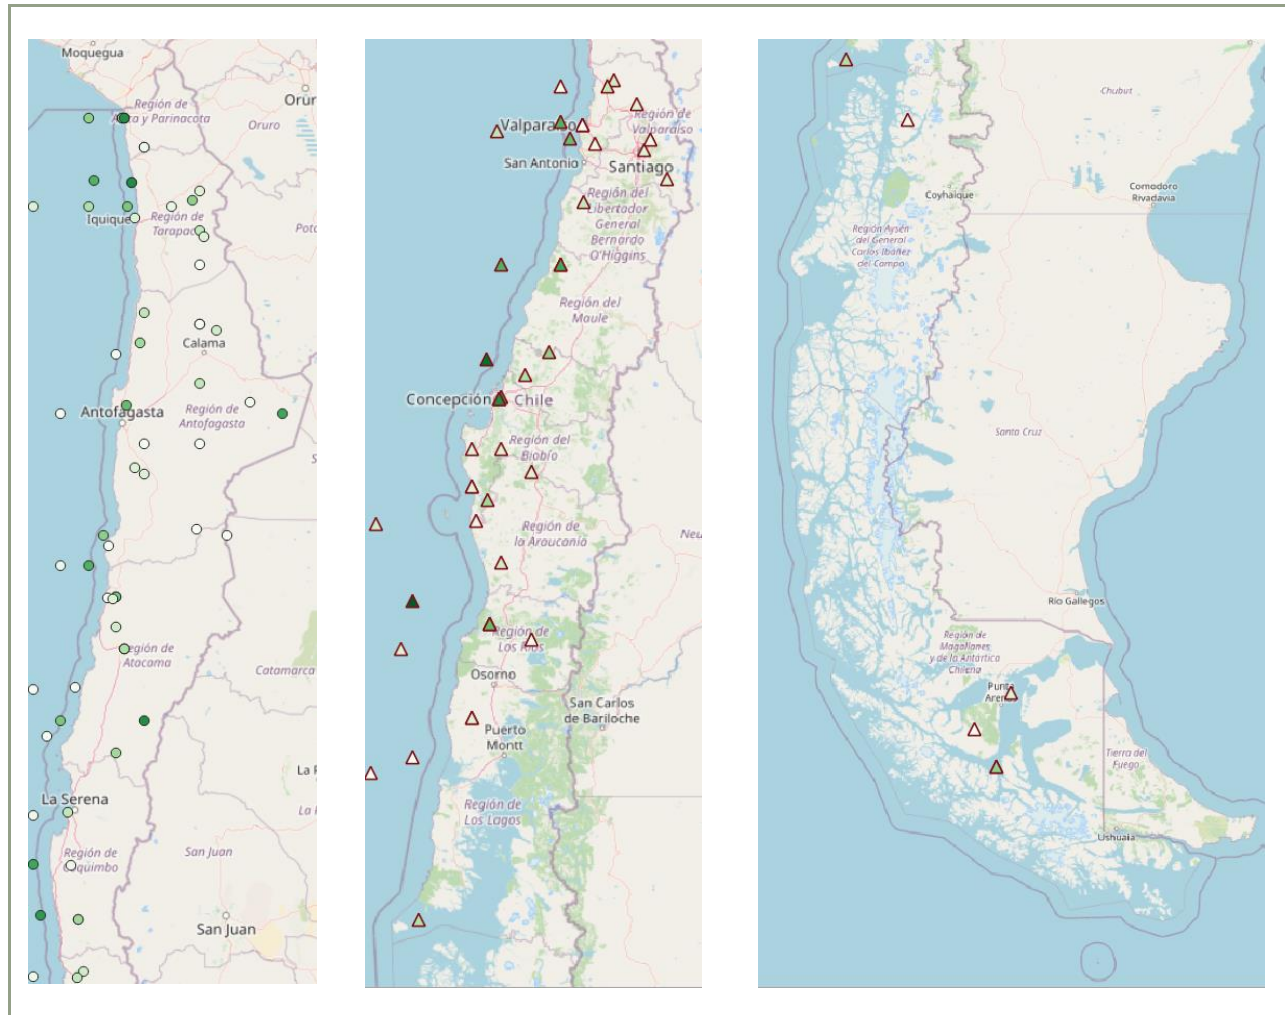 Moquegua
Región de
Arica y Parinacota
Oruro
Iquique
Región de
Calama
Antofagasta
Región de
Antofagasta
Región de
Atacama
Catamarca
La Serena
Región de
Coquimbo
San Juan
San Juan
Valparaíso
Región de
Valparaíso
San Antonio
Santiago
Región del
Libertador
General
Bernardo
O'Higgins
Región del
Maule
Concepción
Chile
Región del
Biobío
Región de
la Araucanía
Región de
Los Ríos
Osorno
San Carlos
de Bariloche
Puerto
Montt
Región de
Los Lagos
Chubut
Coyhaique
Comodoro
Rivadavia
Región Aysén
del General
Carlos Ibáñez
del Campo
Santa Cruz
Río Gallegos
Región de
Magallanes
y de la Antártica
Chilena
Punta
Arenas
Tierra del
Fuego
Ushuaia